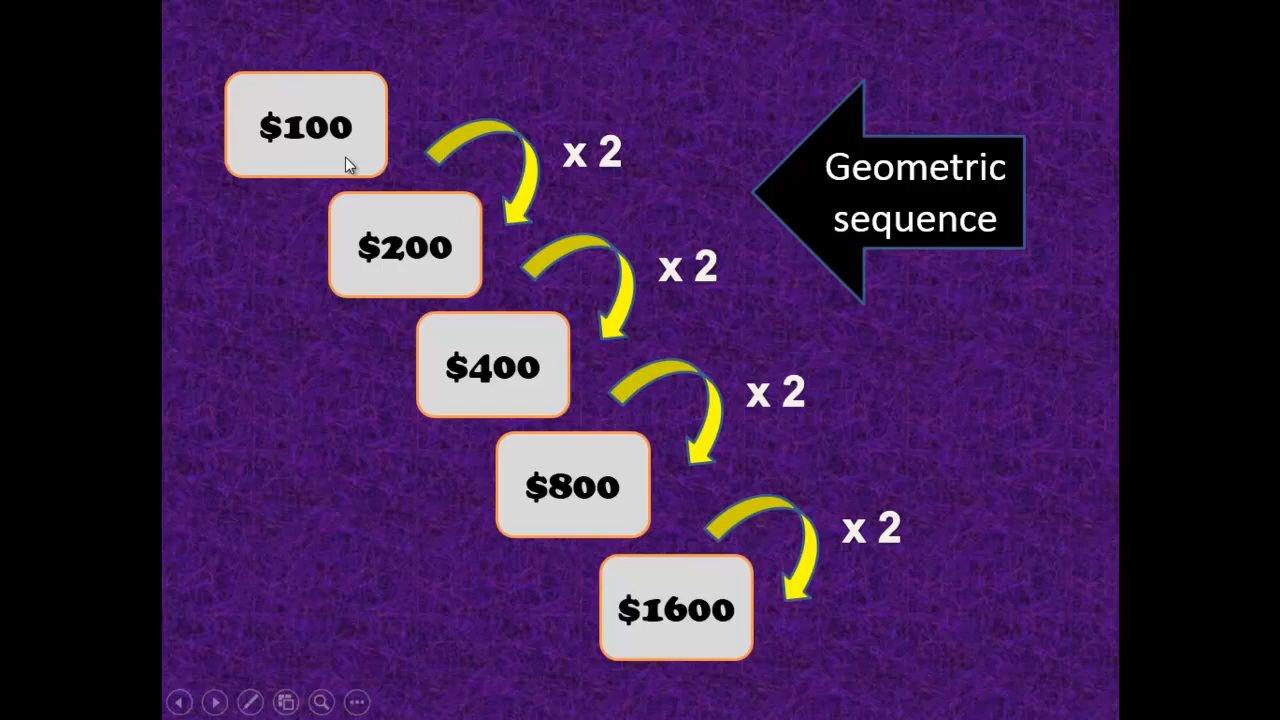 $100
x 2
Geometric
sequence
$200
x 2
$400
x 2
$800
x 2
$1600